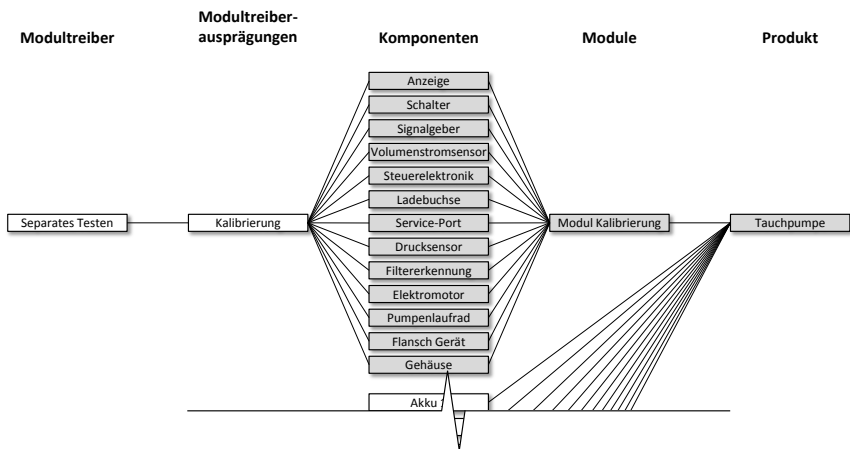 Modultreiber
Modultreiber-
ausprägungen
Komponenten
Module
Produkt
Anzeige
Schalter
Signalgeber
Volumenstromsensor
Steuerelektronik
Ladebuchse
Separates Testen
Kalibrierung
Service-Port
Modul Kalibrierung
Tauchpumpe
Drucksensor
Filtererkennung
Elektromotor
Pumpenlaufrad
Flansch Gerät
Gehäuse
Akku